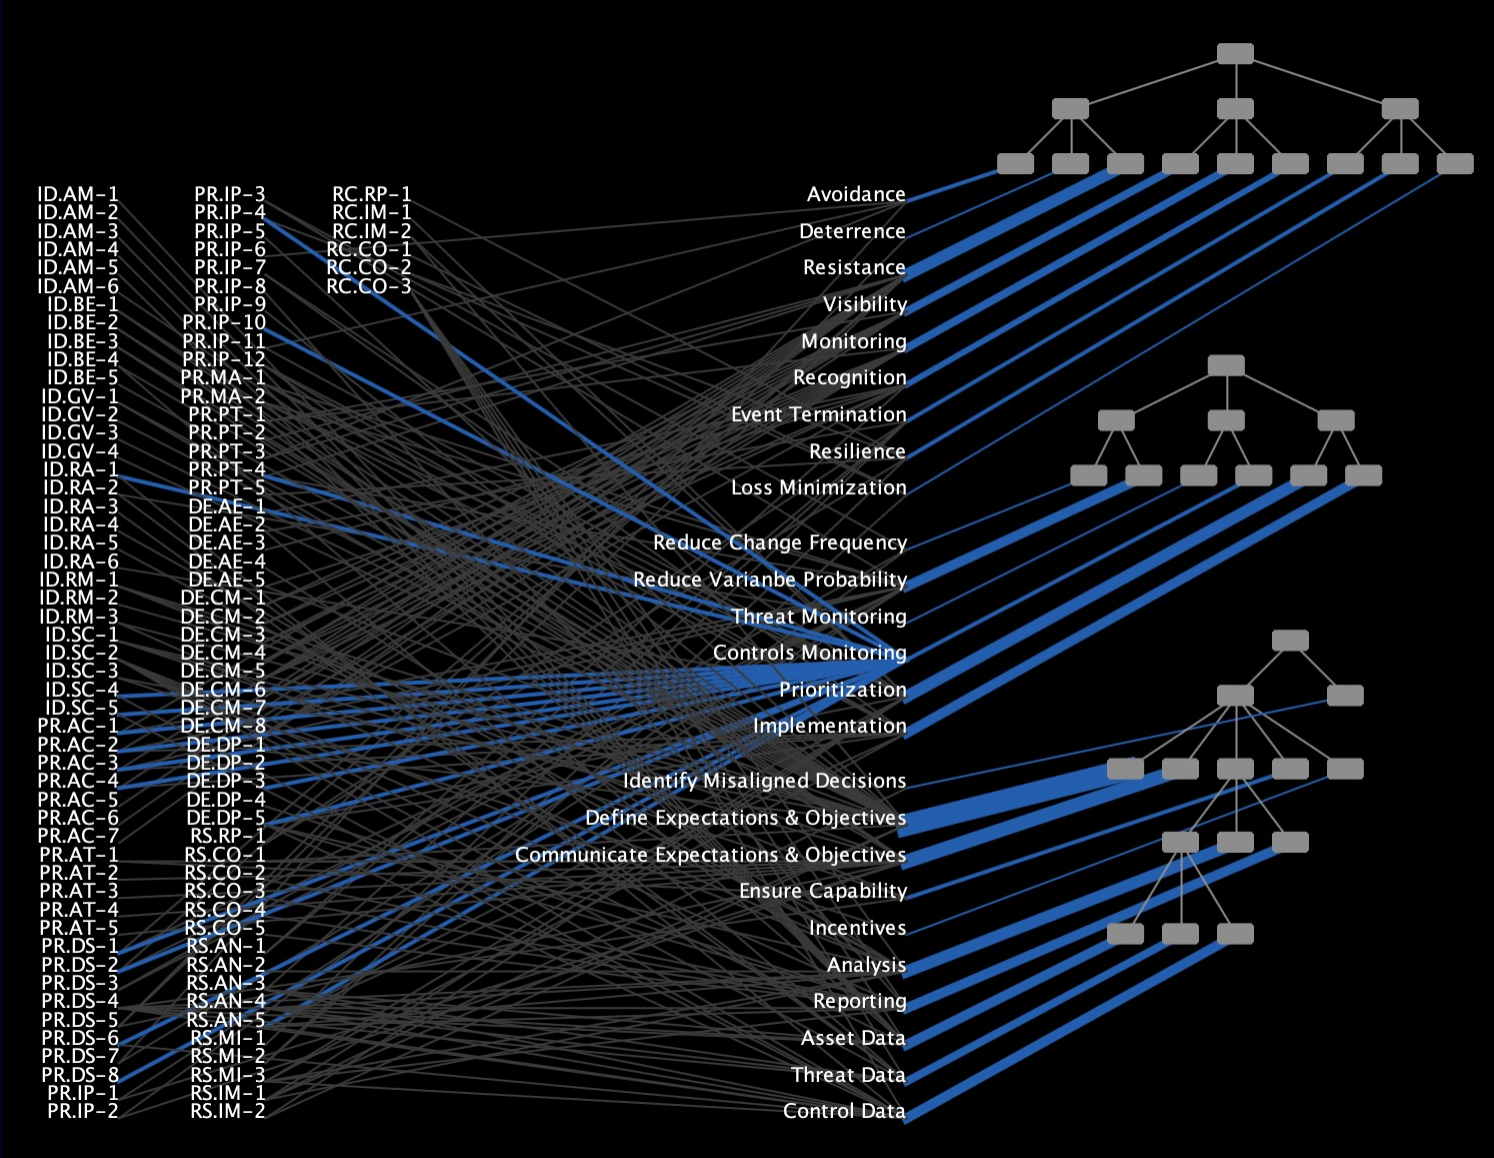 ID.AM-1
ID.AM-2
ID.AM-3
ID.AM-4
ID.AM-5
ID.AM-6
ID.BE-1
ID.BE-2
ID.BE-3
ID.BE-4
ID.BE-5
ID.GV-1
ID.GV-2
ID.GV-3
ID.GV-4
ID.RA-1
ID.RA-2
ID.RA-3
ID.RA-4
ID.RA-5
ID.RA-6
ID.RM-1
ID.RM-2
ID.RM-3
ID.SC-1
ID.SC-2
ID.SC-3
ID.SC-4
ID.SC-5
PR.AC-1
PR.AC-2
PR.AC-3
PR.AC-4
PR.AC-5
PR.AC-6
PR.AC-7
PR.AT-1
PR.AT-2
PR.AT-3
PR.AT-4
PR.AT-5
PR.DS-1
PR.DS-2
PR.DS-3
PR.DS-4
PR.DS-5
PR.DS-6
PR.DS-7
PR.DS-8
PR.IP-1
PR.IP-2
PR.IP-3
PR.IP-4
PR.IP-5
PR.IP-6
PR.IP-7
PR.IP-8
PR.IP-9
PR.IP-10
PR.IP-11
PR.IP-12
PR.MA-1
PR.MA-2
PR.PT-1
PR.PT-2
PR.PT-3
PR.PT-4
PR.PT-5
DE.AE-1
DE.AE-2
DE.AE-3
DE.AE-4
DE.AE-5
DE.CM-1
DE.CM-2
DE.CM-3
DE.CM-4
DE.CM-5
DE.CM-6
DE.CM-7
DE.CM-8
DE.DP-1
DE.DP-2
DE.DP-3
DE.DP-4
DE.DP-5
RS.RP-1
RS.CO-1
RS.CO-2
RS.CO-3
RS.CO-4
RS.CO-5
RS.AN-1
RS.AN-2
RS.AN-3
RS.AN-4
RS.AN-5
RS.MI-1
RS.MI-2
RS.MI-3
RS.IM-1
RS.IM-2
RC.RP-1
RC.IM-1
RC.IM-2
RC.CO-1
RC.CO-2
RC.CO-3
Avoidance
Deterrence
Resistance
Visibility
Monitoring
Recognition
Event Termination
Resilience
Loss Minimization
Reduce Change Frequency
Reduce Varianbe Probability
Threat Monitoring
Controls Monitoring
Prioritization
Implementation
Identify Misaligned Decisions
Define Expectations & Objectives
Communicate Expectations & Objectives
Ensure Capability
Incentives
Analysis
Reporting
Asset Data
Threat Data
Control Data